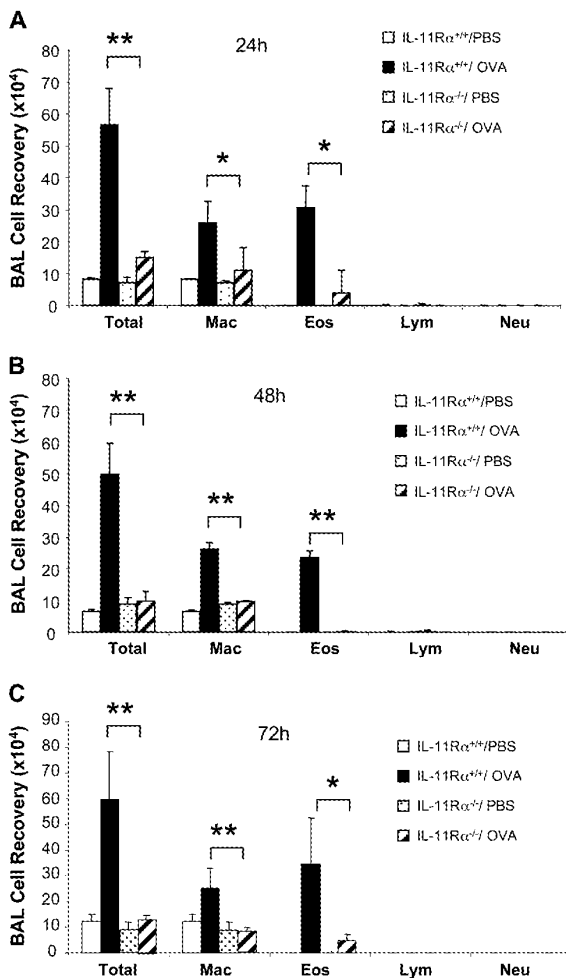 A
24h
BAL Cell Recovery (x10⁴)
80
70
60
50
40
30
20
10
0
**
*
*
IL-11Rα⁺/⁺/PBS
IL-11Rα⁺/⁺/ OVA
IL-11Rα⁻/⁻/ PBS
IL-11Rα⁻/⁻/ OVA
Total Mac Eos Lym Neu
B
48h
BAL Cell Recovery (x10⁴)
80
70
60
50
40
30
20
10
0
**
**
**
IL-11Rα⁺/⁺/PBS
IL-11Rα⁺/⁺/ OVA
IL-11Rα⁻/⁻/ PBS
IL-11Rα⁻/⁻/ OVA
Total Mac Eos Lym Neu
C
72h
BAL Cell Recovery (x10⁴)
90
80
70
60
50
40
30
20
10
0
**
**
*
IL-11Rα⁺/⁺/PBS
IL-11Rα⁺/⁺/ OVA
IL-11Rα⁻/⁻/ PBS
IL-11Rα⁻/⁻/ OVA
Total Mac Eos Lym Neu